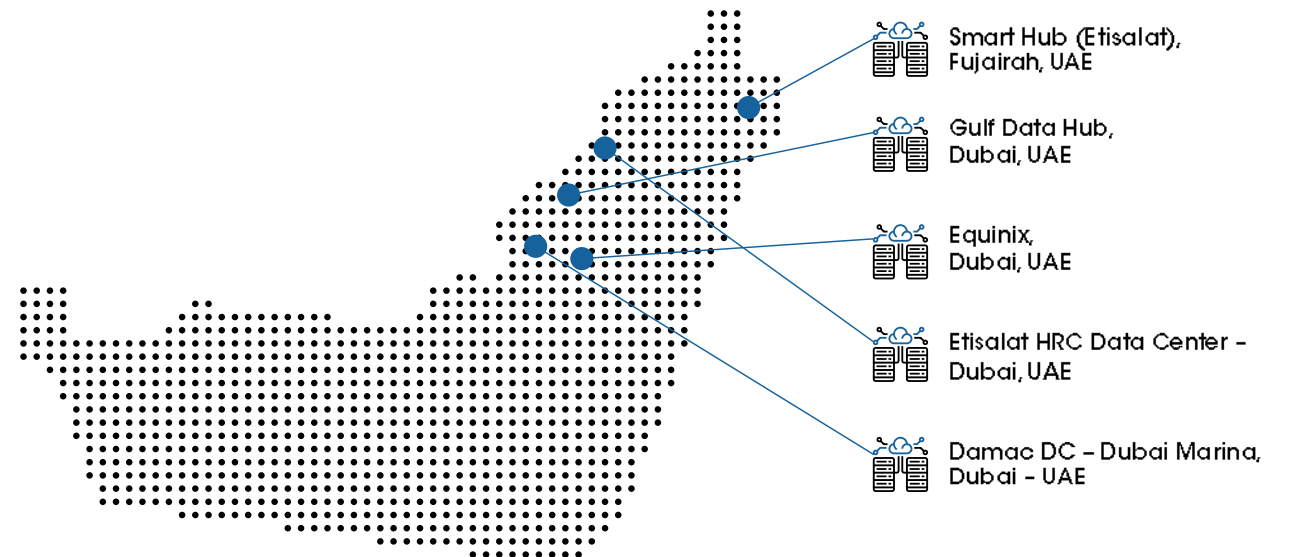 Smart Hub (Etisalat),
Fujairah, UAE
Gulf Data Hub,
Dubai, UAE
Equinix,
Dubai, UAE
Etisalat HRC Data Center –
Dubai, UAE
Damac DC – Dubai Marina,
Dubai – UAE